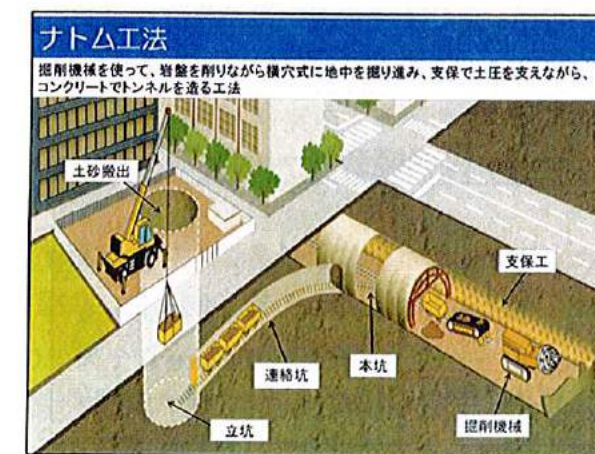 ナトム工法
掘削機械を使って、岩盤を削りながら横穴式に地中を掘り進み、支保で土圧を支えながら、
コンクリートでトンネルを造る工法
土砂搬出
支保工
連絡坑
本坑
立坑
掘削機械